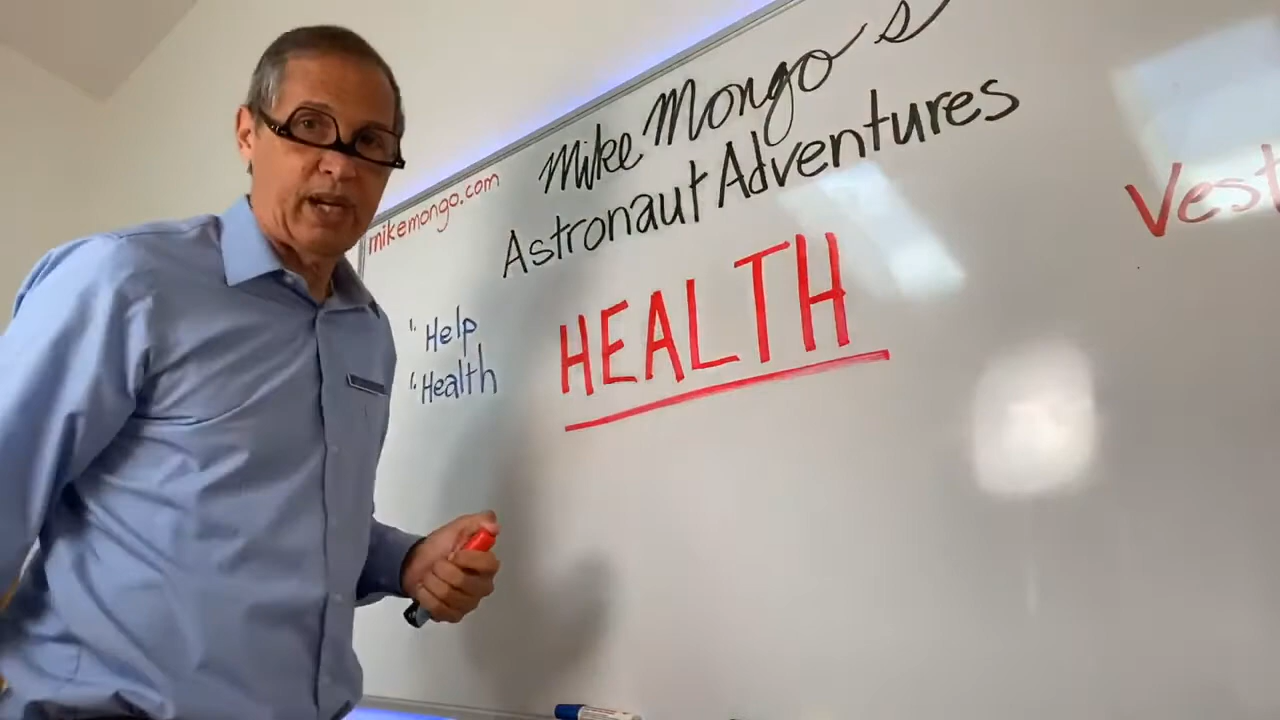 Mike Mongo's
Astronaut Adventures
mikemongo.com
HEALTH
"Help
"Health
Vest